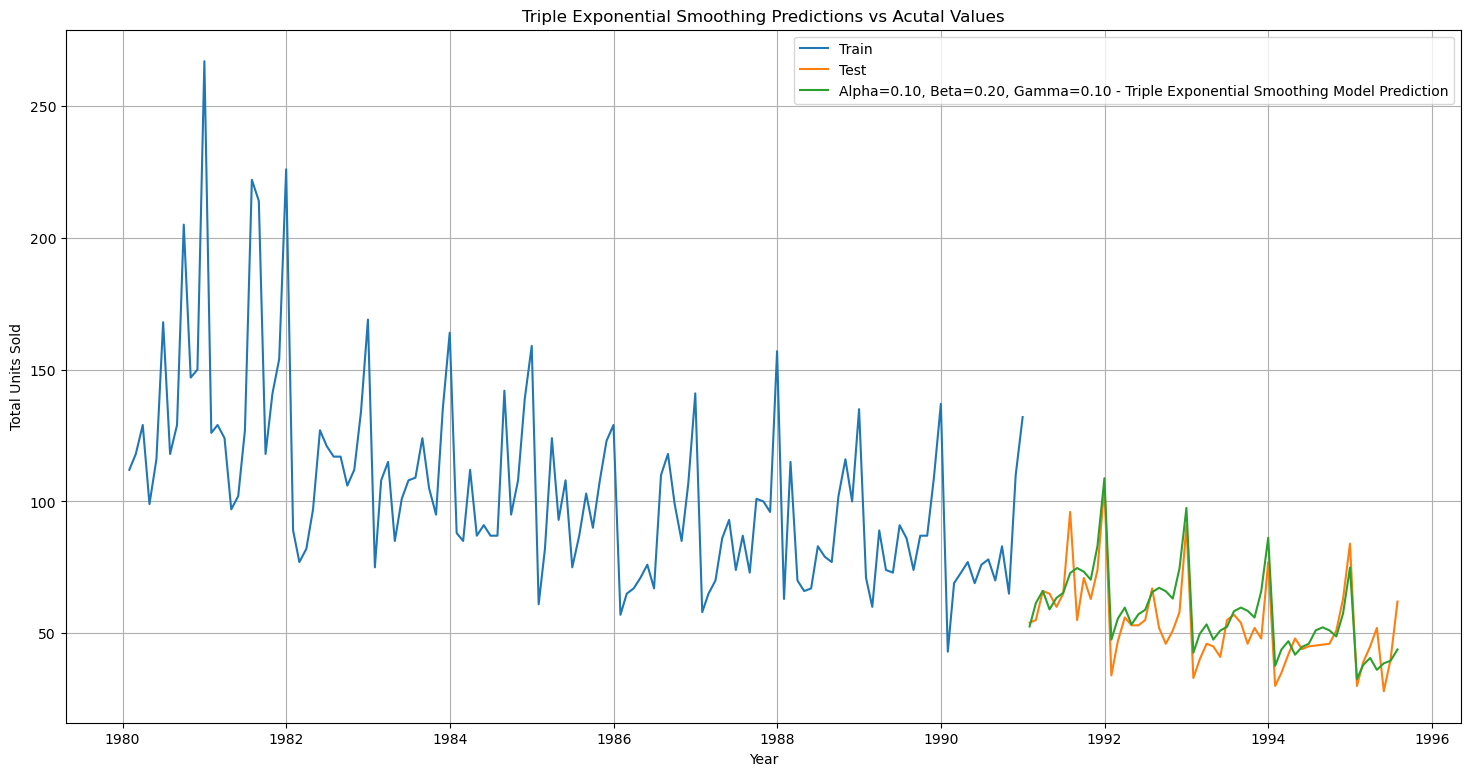 Triple Exponential Smoothing Predictions vs Acutal Values
Train
Test
Alpha=0.10, Beta=0.20, Gamma=0.10 - Triple Exponential Smoothing Model Prediction
Total Units Sold
250
200
150
100
50
1980
1982
1984
1986
1988
1990
1992
1994
1996
Year